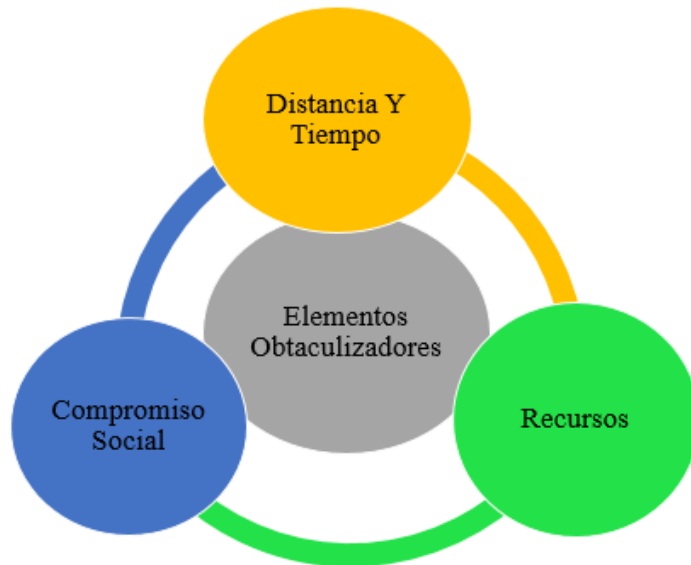 Distancia Y
Tiempo
Elementos
Obtaculizadores
Compromiso
Social
Recursos